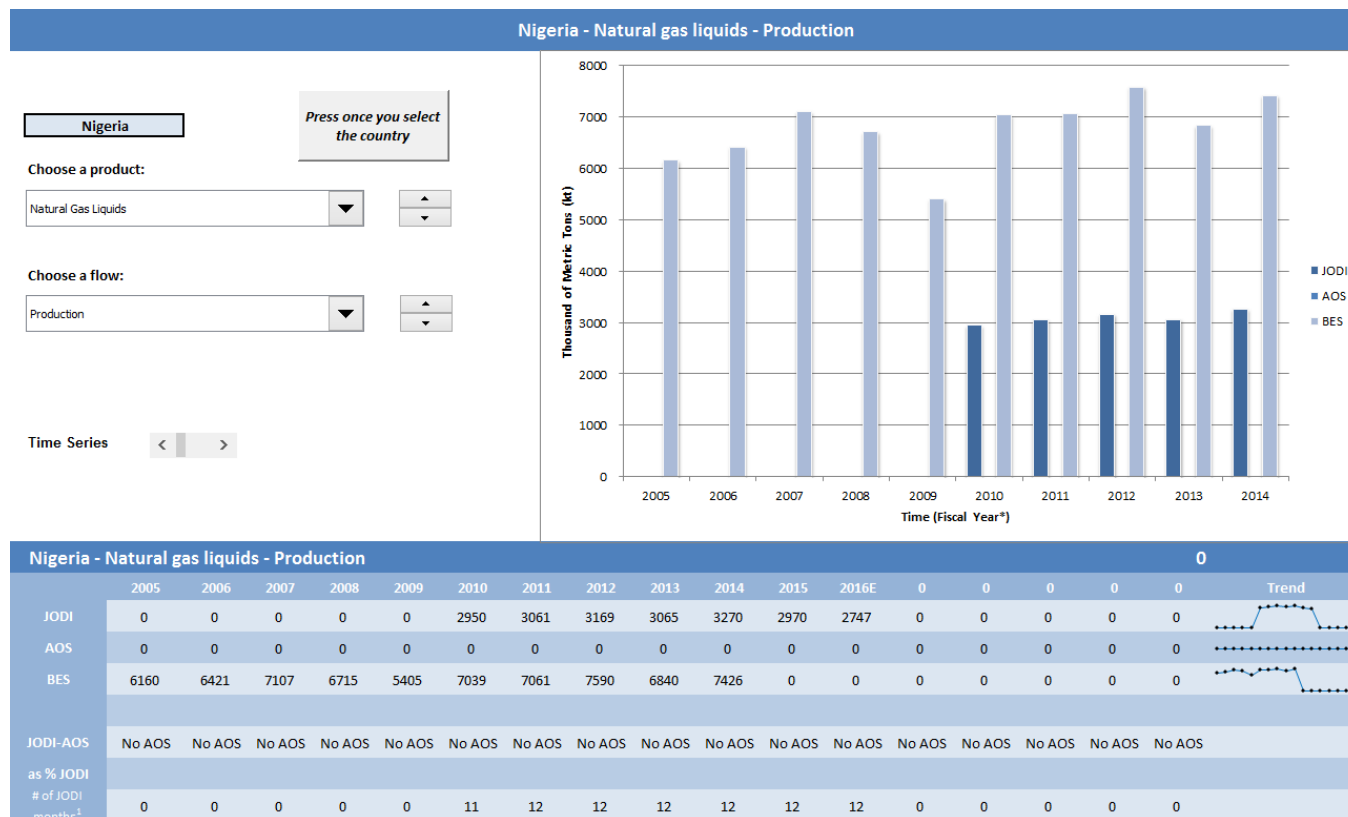 Nigeria - Natural gas liquids - Production
Nigeria
Press once you select
the country
Choose a product:
Natural Gas Liquids
Choose a flow:
Production
Time Series
Thousand of Metric Tons (kt)
8000
7000
6000
5000
4000
3000
2000
1000
0
2005 2006 2007 2008 2009 2010 2011 2012 2013 2014
Time (Fiscal Year*)
JODI
AOS
BES
Nigeria - Natural gas liquids - Production 0
2005 2006 2007 2008 2009 2010 2011 2012 2013 2014 2015 2016E 0 0 0 0 0 Trend
JODI 0 0 0 0 0 2950 3061 3169 3065 3270 2970 2747 0 0 0 0 0
AOS 0 0 0 0 0 0 0 0 0 0 0 0 0 0 0 0 0
BES 6160 6421 7107 6715 5405 7039 7061 7590 6840 7426 0 0 0 0 0 0 0
JODI-AOS No AOS No AOS No AOS No AOS No AOS No AOS No AOS No AOS No AOS No AOS No AOS No AOS No AOS No AOS No AOS No AOS No AOS
as % JODI
# of JODI
months¹ 0 0 0 0 0 11 12 12 12 12 12 12 0 0 0 0 0